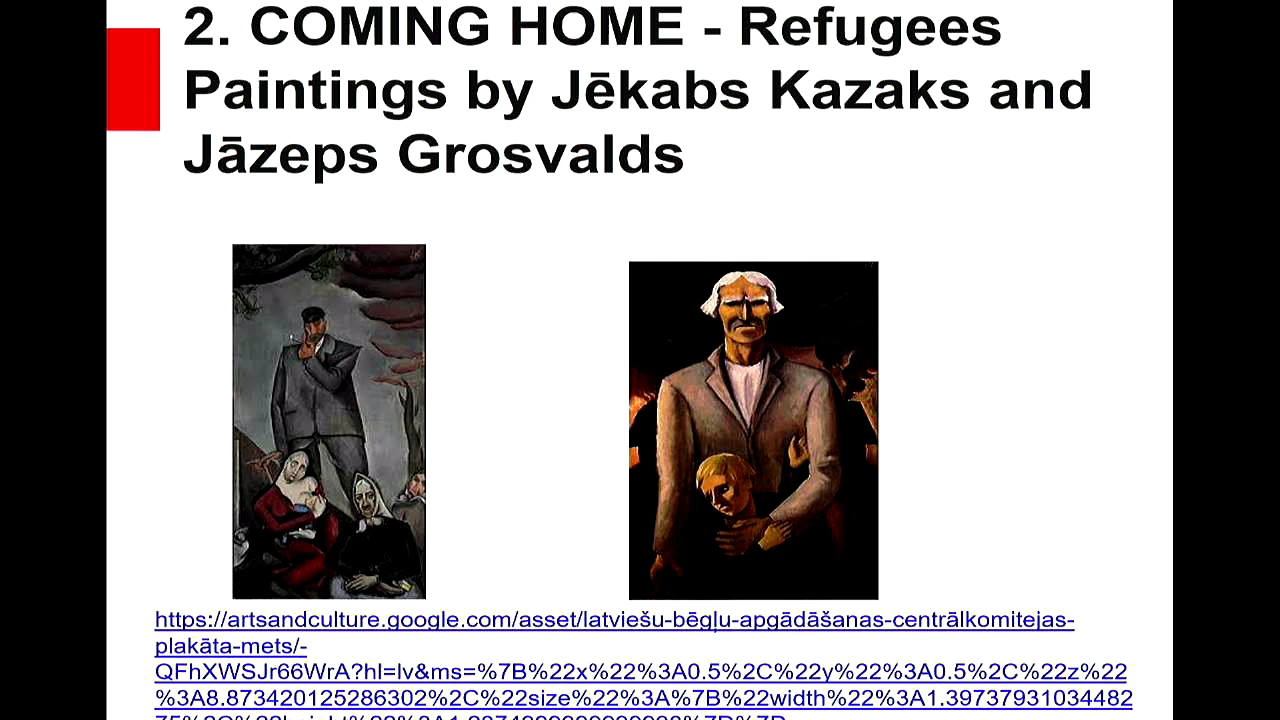 2. COMING HOME - Refugees
Paintings by Jēkabs Kazaks and
Jāzeps Grosvalds
https://artsandculture.google.com/asset/latviešu-bēgļu-apgādāšanas-centrālkomitejas-
plakāta-mets/-
QFhXWSJr66WrA?hl=lv&ms=%7B%22x%22%3A0.5%2C%22y%22%3A0.5%2C%22z%22
%3A8.873420125286302%2C%22size%22%3A%7B%22width%22%3A1.39737931034482